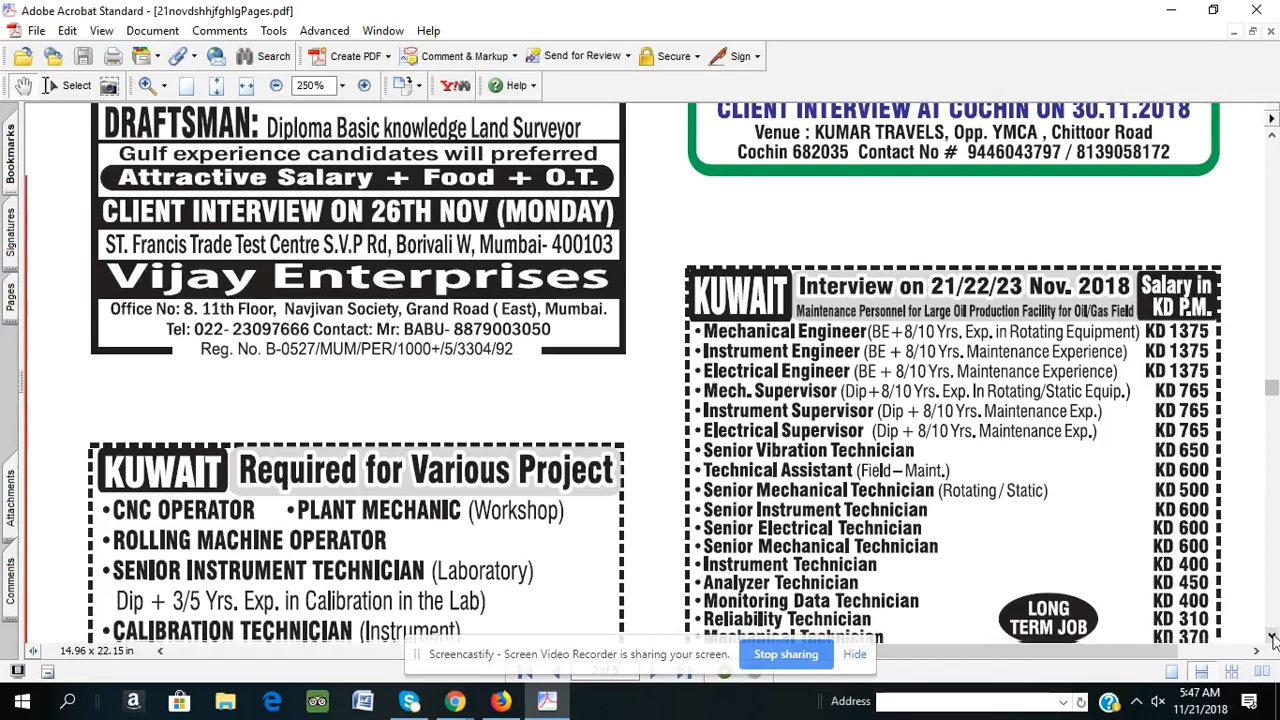 Adobe Acrobat Standard - [21novdshhjfghlgPages.pdf]
File Edit View Document Comments Tools Advanced Window Help
Search Create PDF Comment & Markup Send for Review Secure Sign
Select 250% Y! Help
Bookmarks
Signatures
Pages
Attachments
Comments
DRAFTSMAN: Diploma Basic knowledge Land Surveyor
Gulf experience candidates will preferred
Attractive Salary + Food + O.T.
CLIENT INTERVIEW ON 26TH NOV (MONDAY)
ST. Francis Trade Test Centre S.V.P Rd, Borivali W, Mumbai- 400103
Vijay Enterprises
Office No: 8. 11th Floor, Navjivan Society, Grand Road ( East), Mumbai.
Tel: 022- 23097666 Contact: Mr: BABU- 8879003050
Reg. No. B-0527/MUM/PER/1000+/5/3304/92
KUWAIT Required for Various Project
• CNC OPERATOR • PLANT MECHANIC (Workshop)
• ROLLING MACHINE OPERATOR
• SENIOR INSTRUMENT TECHNICIAN (Laboratory)
Dip + 3/5 Yrs. Exp. in Calibration in the Lab)
• CALIBRATION TECHNICIAN (Instrument)
CLIENT INTERVIEW AT COCHIN ON 30.11.2018
Venue : KUMAR TRAVELS, Opp. YMCA , Chittoor Road
Cochin 682035 Contact No # 9446043797 / 8139058172
KUWAIT Interview on 21/22/23 Nov. 2018 Salary in KD P.M.
Maintenance Personnel for Large Oil Production Facility for Oil/Gas Field
• Mechanical Engineer (BE + 8/10 Yrs. Exp. in Rotating Equipment) KD 1375
• Instrument Engineer (BE + 8/10 Yrs. Maintenance Experience) KD 1375
• Electrical Engineer (BE + 8/10 Yrs. Maintenance Experience) KD 1375
• Mech. Supervisor (Dip+8/10 Yrs. Exp. In Rotating/Static Equip.) KD 765
• Instrument Supervisor (Dip + 8/10 Yrs. Maintenance Exp.) KD 765
• Electrical Supervisor (Dip + 8/10 Yrs. Maintenance Exp.) KD 765
• Senior Vibration Technician KD 650
• Technical Assistant (Field–Maint.) KD 600
• Senior Mechanical Technician (Rotating / Static) KD 500
• Senior Instrument Technician KD 600
• Senior Electrical Technician KD 600
• Senior Mechanical Technician KD 600
• Instrument Technician KD 400
• Analyzer Technician KD 450
• Monitoring Data Technician KD 400
• Reliability Technician KD 310
• Mechanical Technician KD 370
LONG
TERM JOB
14.96 x 22.15 in
Screencastify - Screen Video Recorder is sharing your screen. Stop sharing Hide
2 of 5
Address
5:47 AM
11/21/2018